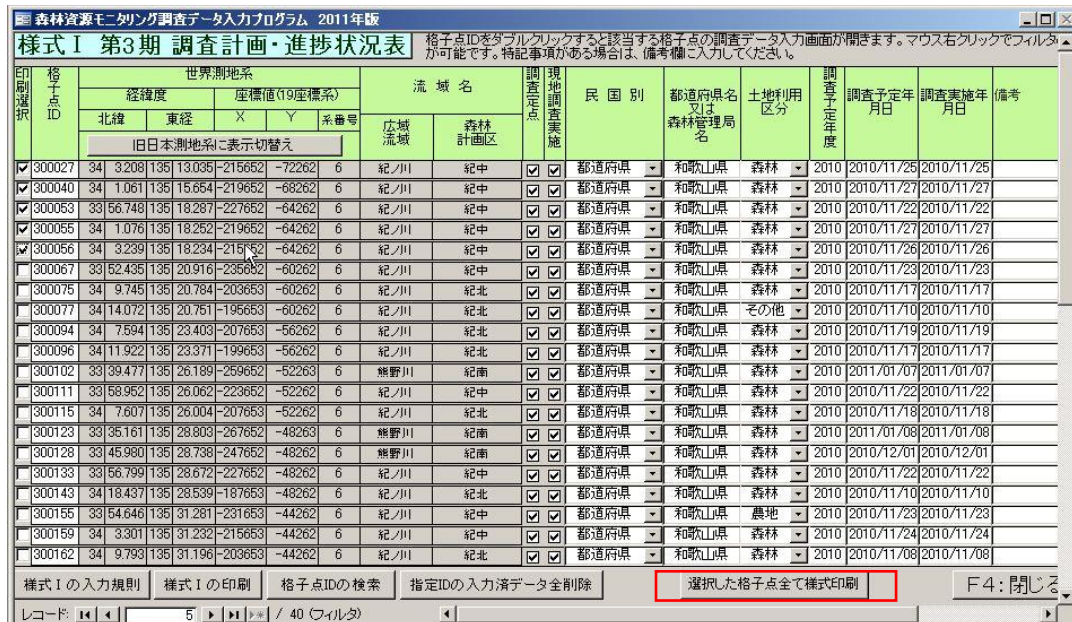 森林資源モニタリング調査データ入力プログラム 2011年版
様式Ⅰ 第3期 調査計画・進捗状況表
格子点IDをダブルクリックすると該当する格子点の調査データ入力画面が開きます。マウス右クリックでフィルタ
が可能です。特記事項がある場合は、備考欄に入力してください。
印刷選択 格子点ID 世界測地系 流域名 調査定点 現地調査実施 民国別 都道府県名又は森林管理局名 土地利用区分 調査予定年度 調査予定年月日 調査実施年月日 備考
経緯度 座標値(19座標系)
北緯 東経 X Y 系番号 広域流域 森林計画区
旧日本測地系に表示切替え
300027 34 3.208 135 13.035 -215652 -72262 6 紀ノ川 紀中 都道府県 和歌山県 森林 2010 2010/11/25 2010/11/25
300040 34 1.061 135 15.654 -219652 -68262 6 紀ノ川 紀中 都道府県 和歌山県 森林 2010 2010/11/27 2010/11/27
300053 33 56.748 135 18.287 -227652 -64262 6 紀ノ川 紀中 都道府県 和歌山県 森林 2010 2010/11/22 2010/11/22
300055 34 1.076 135 18.252 -219652 -64262 6 紀ノ川 紀中 都道府県 和歌山県 森林 2010 2010/11/27 2010/11/27
300056 34 3.239 135 18.234 -215652 -64262 6 紀ノ川 紀中 都道府県 和歌山県 森林 2010 2010/11/26 2010/11/26
300067 33 52.435 135 20.916 -235652 -60262 6 紀ノ川 紀中 都道府県 和歌山県 森林 2010 2010/11/23 2010/11/23
300075 34 9.745 135 20.784 -203653 -60262 6 紀ノ川 紀北 都道府県 和歌山県 森林 2010 2010/11/17 2010/11/17
300077 34 14.072 135 20.751 -195653 -60262 6 紀ノ川 紀北 都道府県 和歌山県 その他 2010 2010/11/10 2010/11/10
300094 34 7.594 135 23.403 -207653 -56262 6 紀ノ川 紀北 都道府県 和歌山県 森林 2010 2010/11/19 2010/11/19
300096 34 11.922 135 23.371 -199653 -56262 6 紀ノ川 紀北 都道府県 和歌山県 森林 2010 2010/11/17 2010/11/17
300102 33 39.477 135 26.189 -259652 -52263 6 熊野川 紀南 都道府県 和歌山県 森林 2010 2011/01/07 2011/01/07
300111 33 58.952 135 26.062 -223652 -52262 6 紀ノ川 紀中 都道府県 和歌山県 森林 2010 2010/11/22 2010/11/22
300115 34 7.607 135 26.004 -207653 -52262 6 紀ノ川 紀北 都道府県 和歌山県 森林 2010 2010/11/18 2010/11/18
300123 33 35.161 135 28.803 -267652 -48263 6 熊野川 紀南 都道府県 和歌山県 森林 2010 2011/01/08 2011/01/08
300128 33 45.980 135 28.738 -247652 -48262 6 熊野川 紀南 都道府県 和歌山県 森林 2010 2010/12/01 2010/12/01
300133 33 56.799 135 28.672 -227652 -48262 6 紀ノ川 紀中 都道府県 和歌山県 森林 2010 2010/11/22 2010/11/22
300143 34 18.437 135 28.539 -187653 -48262 6 紀ノ川 紀北 都道府県 和歌山県 森林 2010 2010/11/10 2010/11/10
300155 33 54.646 135 31.281 -231653 -44262 6 紀ノ川 紀中 都道府県 和歌山県 農地 2010 2010/11/23 2010/11/23
300159 34 3.301 135 31.232 -215653 -44262 6 紀ノ川 紀中 都道府県 和歌山県 森林 2010 2010/11/24 2010/11/24
300162 34 9.793 135 31.196 -203653 -44262 6 紀ノ川 紀北 都道府県 和歌山県 森林 2010 2010/11/08 2010/11/08
様式Ⅰの入力規則 様式Ⅰの印刷 格子点IDの検索 指定IDの入力済データ全削除 選択した格子点全て様式印刷 F4:閉じる
レコード: 5 / 40 (フィルタ)